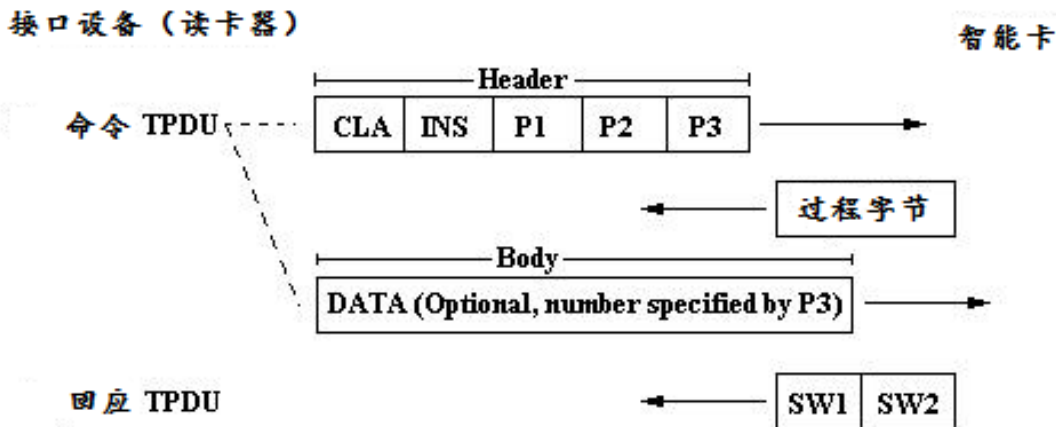 接口设备（读卡器）
智能卡
Header
命令 TPDU
CLA INS P1 P2 P3
过程字节
Body
DATA (Optional, number specified by P3)
回应 TPDU
SW1 SW2